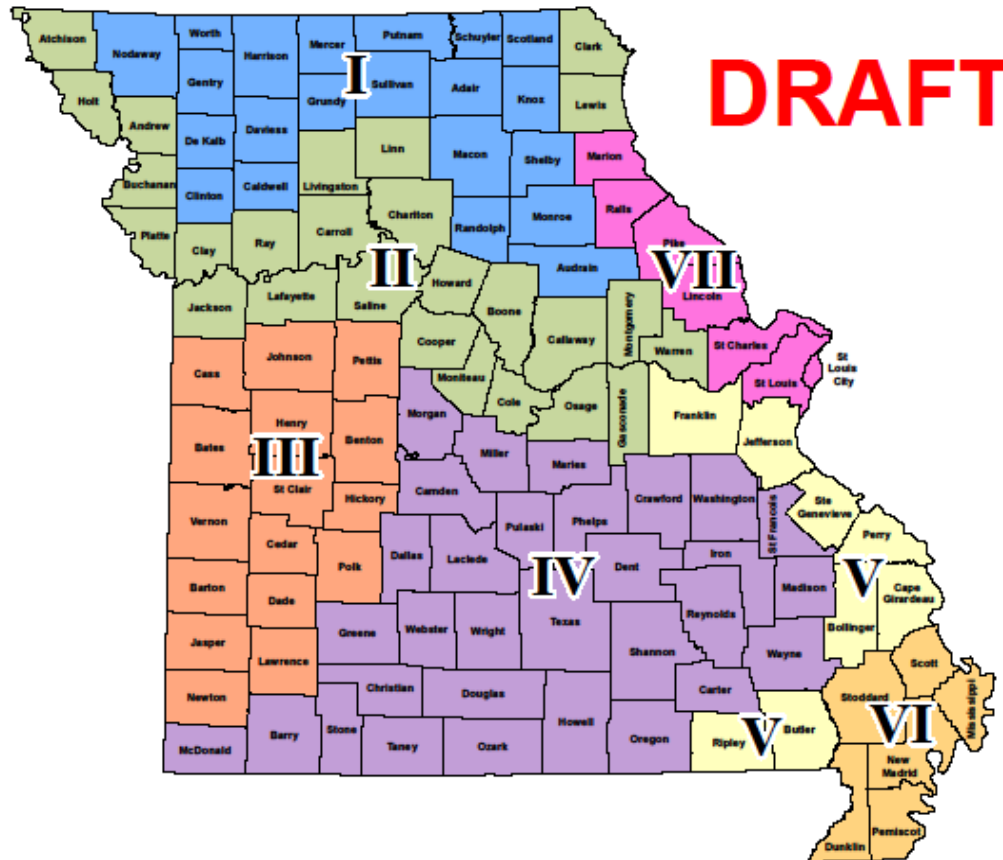 DRAFT
Atchison
Nodaway
Worth
Harrison
Mercer
Putnam
Schuyler
Scotland
Clark
Holt
Gentry
I
Sullivan
Adair
Knox
Lewis
Andrew
De Kalb
Daviess
Grundy
Linn
Macon
Shelby
Marion
Buchanan
Clinton
Caldwell
Livingston
Chariton
Randolph
Monroe
Ralls
Platte
Clay
Ray
Carroll
Pike
II
Audrain
VII
Jackson
Lafayette
Saline
Howard
Boone
Callaway
Montgomery
Lincoln
Warren
St Charles
St
Louis
City
St Louis
Cass
Johnson
Pettis
Cooper
Moniteau
Cole
Osage
Gasconade
Franklin
Jefferson
Morgan
Bates
Henry
III
Benton
Miller
Maries
St Clair
Hickory
Camden
Pulaski
Phelps
Crawford
Washington
St Francois
Ste
Genevieve
Vernon
Cedar
Polk
Dallas
Laclede
IV
Dent
Iron
Perry
Barton
Dade
Madison
V
Cape
Girardeau
Bollinger
Jasper
Lawrence
Greene
Webster
Wright
Texas
Shannon
Reynolds
Wayne
Newton
Christian
Douglas
Carter
Scott
Stoddard
Mississippi
McDonald
Barry
Stone
Taney
Ozark
Howell
Oregon
Ripley
V
Butler
VI
New
Madrid
Dunklin
Pemiscot